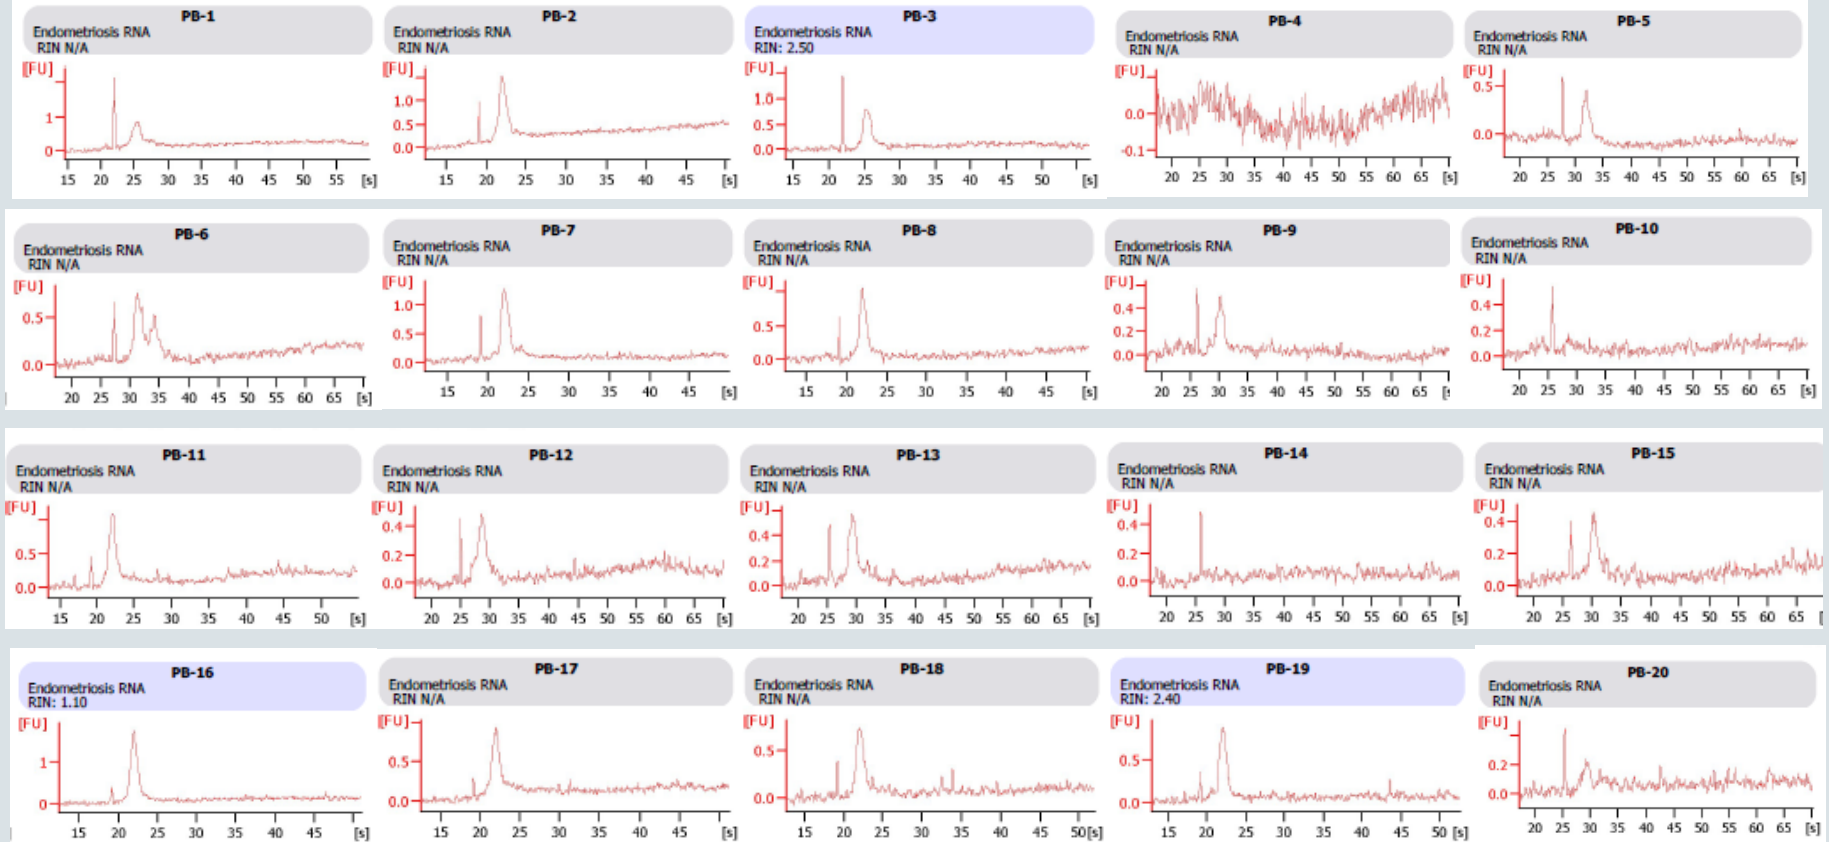 PB-1
Endometriosis RNA
RIN N/A
[FU]
1
0
15 20 25 30 35 40 45 50 55 [s]
PB-2
Endometriosis RNA
RIN N/A
[FU]
1.0
0.5
0.0
15 20 25 30 35 40 45 [s]
PB-3
Endometriosis RNA
RIN: 2.50
[FU]
1.0
0.5
0.0
15 20 25 30 35 40 45 50 [s]
PB-4
Endometriosis RNA
RIN N/A
[FU]
0.0
-0.1
20 25 30 35 40 45 50 55 60 65 [s]
PB-5
Endometriosis RNA
RIN N/A
[FU]
0.5
0.0
20 25 30 35 40 45 50 55 60 65 [s]
PB-6
Endometriosis RNA
RIN N/A
[FU]
0.5
0.0
20 25 30 35 40 45 50 55 60 65 [s]
PB-7
Endometriosis RNA
RIN N/A
[FU]
1.0
0.5
0.0
15 20 25 30 35 40 45 [s]
PB-8
Endometriosis RNA
RIN N/A
[FU]
0.5
0.0
15 20 25 30 35 40 45 [s]
PB-9
Endometriosis RNA
RIN N/A
[FU]
0.4
0.2
0.0
20 25 30 35 40 45 50 55 60 65 [s
PB-10
Endometriosis RNA
RIN N/A
[FU]
0.4
0.2
0.0
20 25 30 35 40 45 50 55 60 65 [s]
PB-11
Endometriosis RNA
RIN N/A
[FU]
0.5
0.0
15 20 25 30 35 40 45 50 [s]
PB-12
Endometriosis RNA
RIN N/A
[FU]
0.4
0.2
0.0
20 25 30 35 40 45 50 55 60 65 [s]
PB-13
Endometriosis RNA
RIN N/A
[FU]
0.4
0.2
0.0
20 25 30 35 40 45 50 55 60 65 [s]
PB-14
Endometriosis RNA
RIN N/A
[FU]
0.4
0.2
0.0
20 25 30 35 40 45 50 55 60 65 [s]
PB-15
Endometriosis RNA
RIN N/A
[FU]
0.4
0.2
0.0
20 25 30 35 40 45 50 55 60 65 [
PB-16
Endometriosis RNA
RIN: 1.10
[FU]
1
0
15 20 25 30 35 40 45 [s]
PB-17
Endometriosis RNA
RIN N/A
[FU]
0.5
0.0
15 20 25 30 35 40 45 [s]
PB-18
Endometriosis RNA
RIN N/A
[FU]
0.5
0.0
15 20 25 30 35 40 45 50 [s]
PB-19
Endometriosis RNA
RIN: 2.40
[FU]
0.5
0.0
15 20 25 30 35 40 45 50 [s]
PB-20
Endometriosis RNA
RIN N/A
[FU]
0.2
0.0
20 25 30 35 40 45 50 55 60 65 [s]